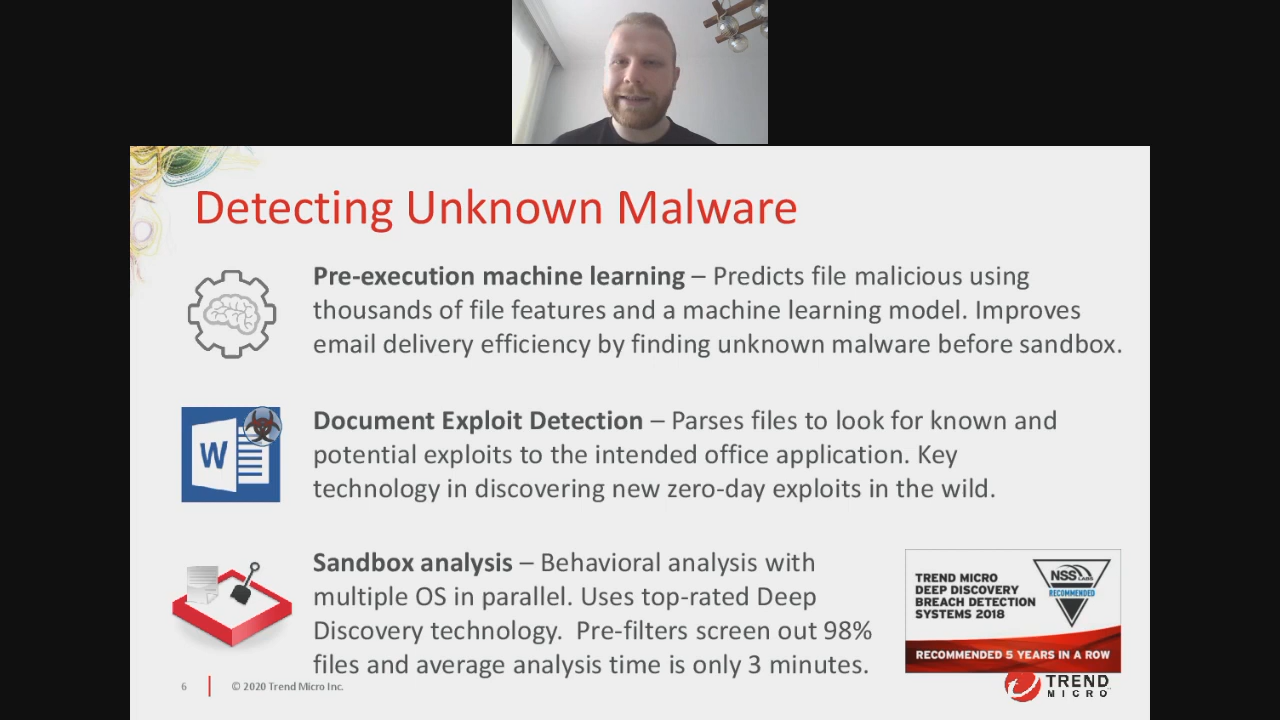 Detecting Unknown Malware
Pre-execution machine learning – Predicts file malicious using
thousands of file features and a machine learning model. Improves
email delivery efficiency by finding unknown malware before sandbox.
W
Document Exploit Detection – Parses files to look for known and
potential exploits to the intended office application. Key
technology in discovering new zero-day exploits in the wild.
Sandbox analysis – Behavioral analysis with
multiple OS in parallel. Uses top-rated Deep
Discovery technology.  Pre-filters screen out 98%
files and average analysis time is only 3 minutes.
TREND MICRO
DEEP DISCOVERY
BREACH DETECTION
SYSTEMS 2018
NSS LABS
RECOMMENDED
RECOMMENDED 5 YEARS IN A ROW
6
© 2020 Trend Micro Inc.
TREND
MICRO